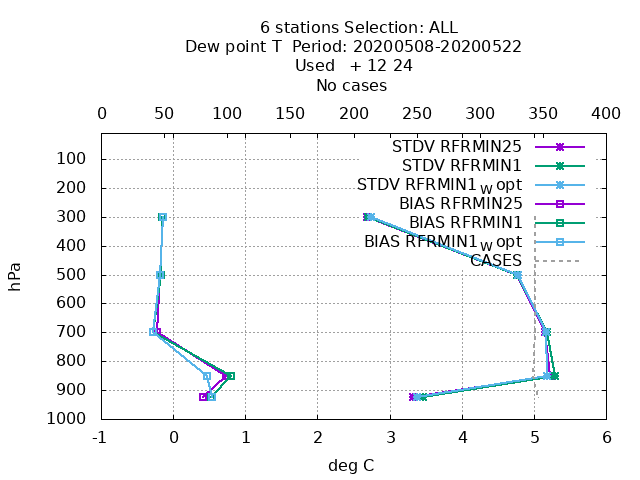 6 stations Selection: ALL
Dew point T  Period: 20200508-20200522
Used   + 12 24
No cases
0 50 100 150 200 250 300 350 400
STDV RFRMIN25
STDV RFRMIN1
STDV RFRMIN1_w opt
BIAS RFRMIN25
BIAS RFRMIN1
BIAS RFRMIN1_w opt
CASES
hPa
100
200
300
400
500
600
700
800
900
1000
-1 0 1 2 3 4 5 6
deg C